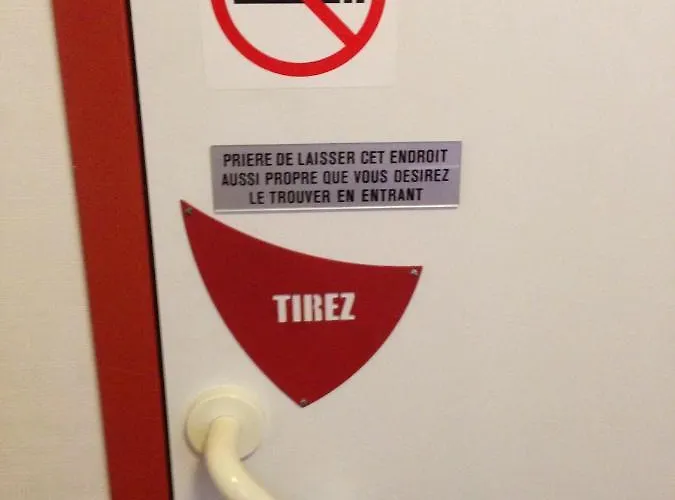 PRIERE DE LAISSER CET ENDROIT
AUSSI PROPRE QUE VOUS DESIREZ
LE TROUVER EN ENTRANT
TIREZ